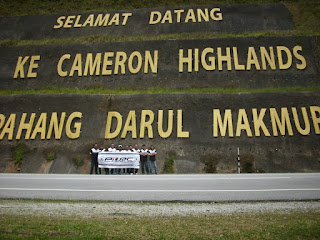 SELAMAT DATANG
KE CAMERON HIGHLANDS
PAHANG DARUL MAKMUR